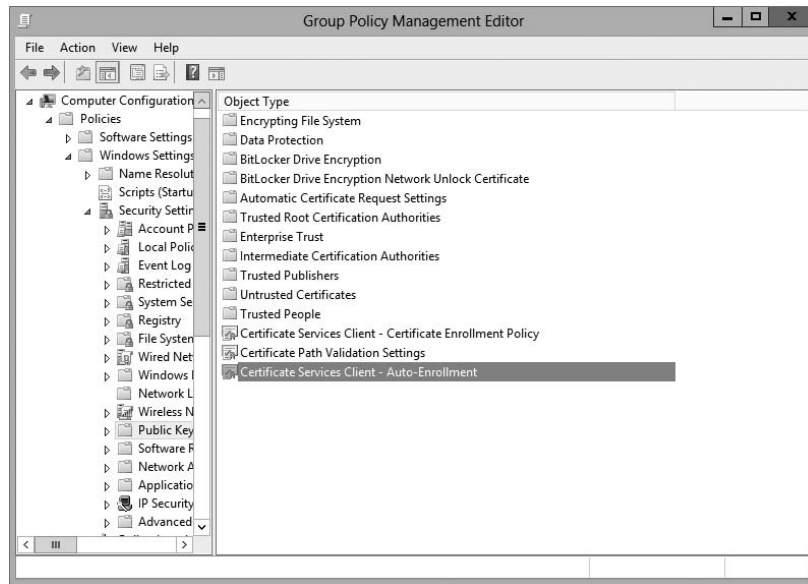 Group Policy Management Editor
File Action View Help
Computer Configuration
Policies
Software Settings
Windows Settings
Name Resolut
Scripts (Startu
Security Settir
Account P
Local Polic
Event Log
Restricted
System Se
Registry
File Systen
Wired Net
Windows I
Network L
Wireless N
Public Key
Software R
Network A
Applicatio
IP Security
Advanced
Object Type
Encrypting File System
Data Protection
BitLocker Drive Encryption
BitLocker Drive Encryption Network Unlock Certificate
Automatic Certificate Request Settings
Trusted Root Certification Authorities
Enterprise Trust
Intermediate Certification Authorities
Trusted Publishers
Untrusted Certificates
Trusted People
Certificate Services Client - Certificate Enrollment Policy
Certificate Path Validation Settings
Certificate Services Client - Auto-Enrollment